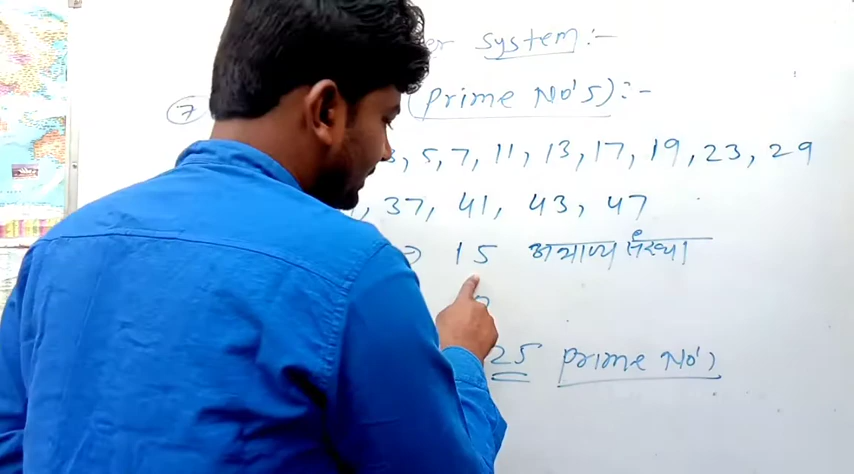 system:-
7 (Prime No's):-
3, 5, 7, 11, 13, 17, 19, 23, 29
37, 41, 43, 47
15 अभाज्य संख्या
25 prime No's